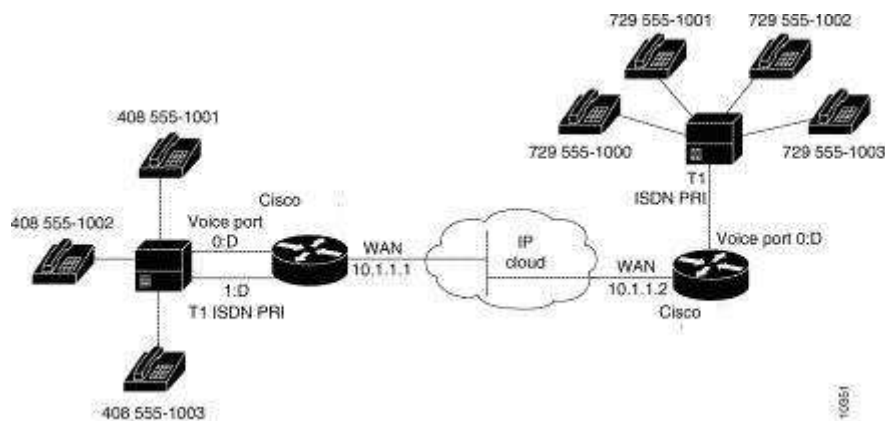 729 555-1001
729 555-1002
408 555-1001
729 555-1000
729 555-1003
T1
ISDN PRI
Cisco
408 555-1002
Voice port
0:D
Voice port 0:D
WAN
10.1.1.1
IP
cloud
WAN
10.1.1.2
1:D
T1 ISDN PRI
Cisco
408 555-1003
10351